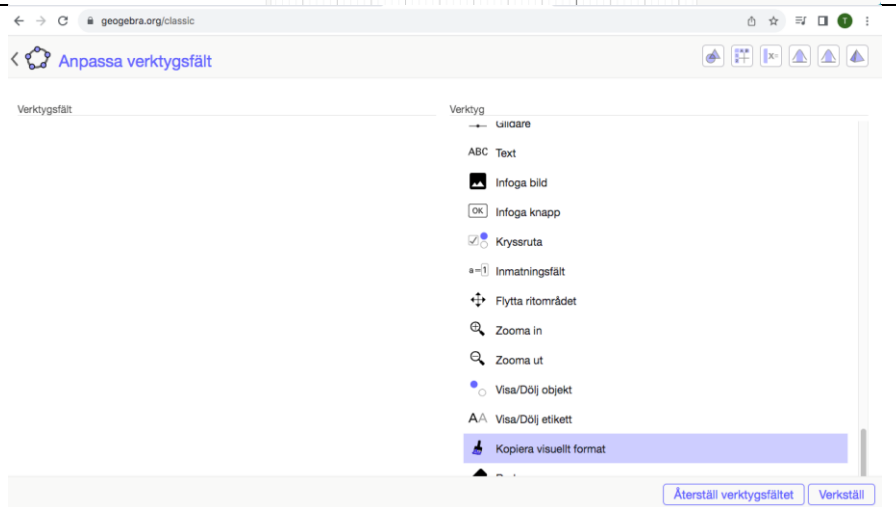 geogebra.org/classic
T
Anpassa verktygsfält
Verktygsfält
Verktyg
Glidare
ABC Text
Infoga bild
OK Infoga knapp
Kryssruta
a=1 Inmatningsfält
Flytta ritområdet
Zooma in
Zooma ut
Visa/Dölj objekt
AA Visa/Dölj etikett
Kopiera visuellt format
Återställ verktygsfältet
Verkställ